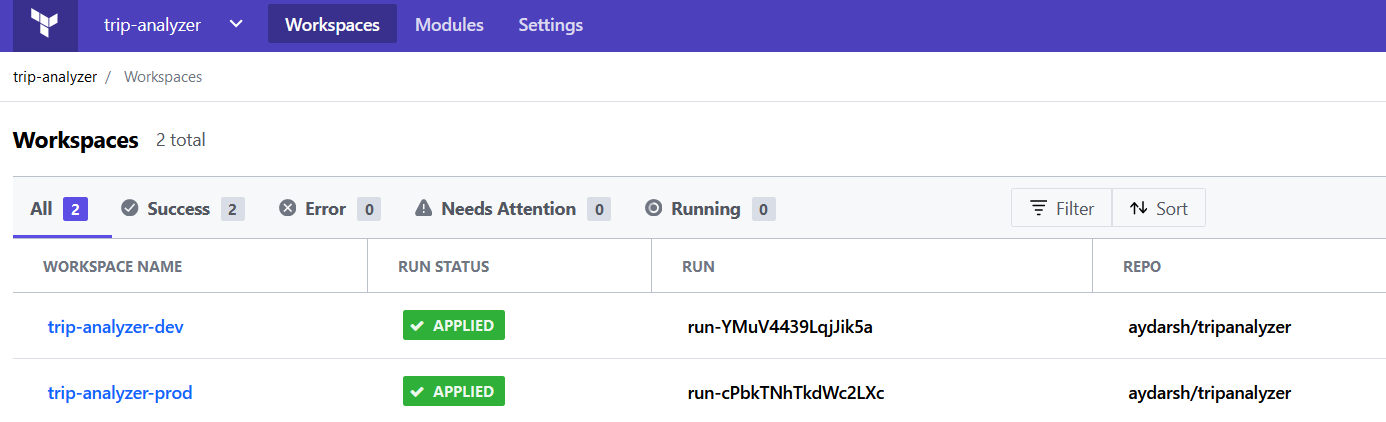 trip-analyzer Workspaces Modules Settings
trip-analyzer / Workspaces
Workspaces 2 total
All 2 Success 2 Error 0 Needs Attention 0 Running 0 Filter Sort
WORKSPACE NAME RUN STATUS RUN REPO
trip-analyzer-dev APPLIED run-YMuV4439LqjJik5a aydarsh/tripanalyzer
trip-analyzer-prod APPLIED run-cPbkTNhTkdWc2LXc aydarsh/tripanalyzer